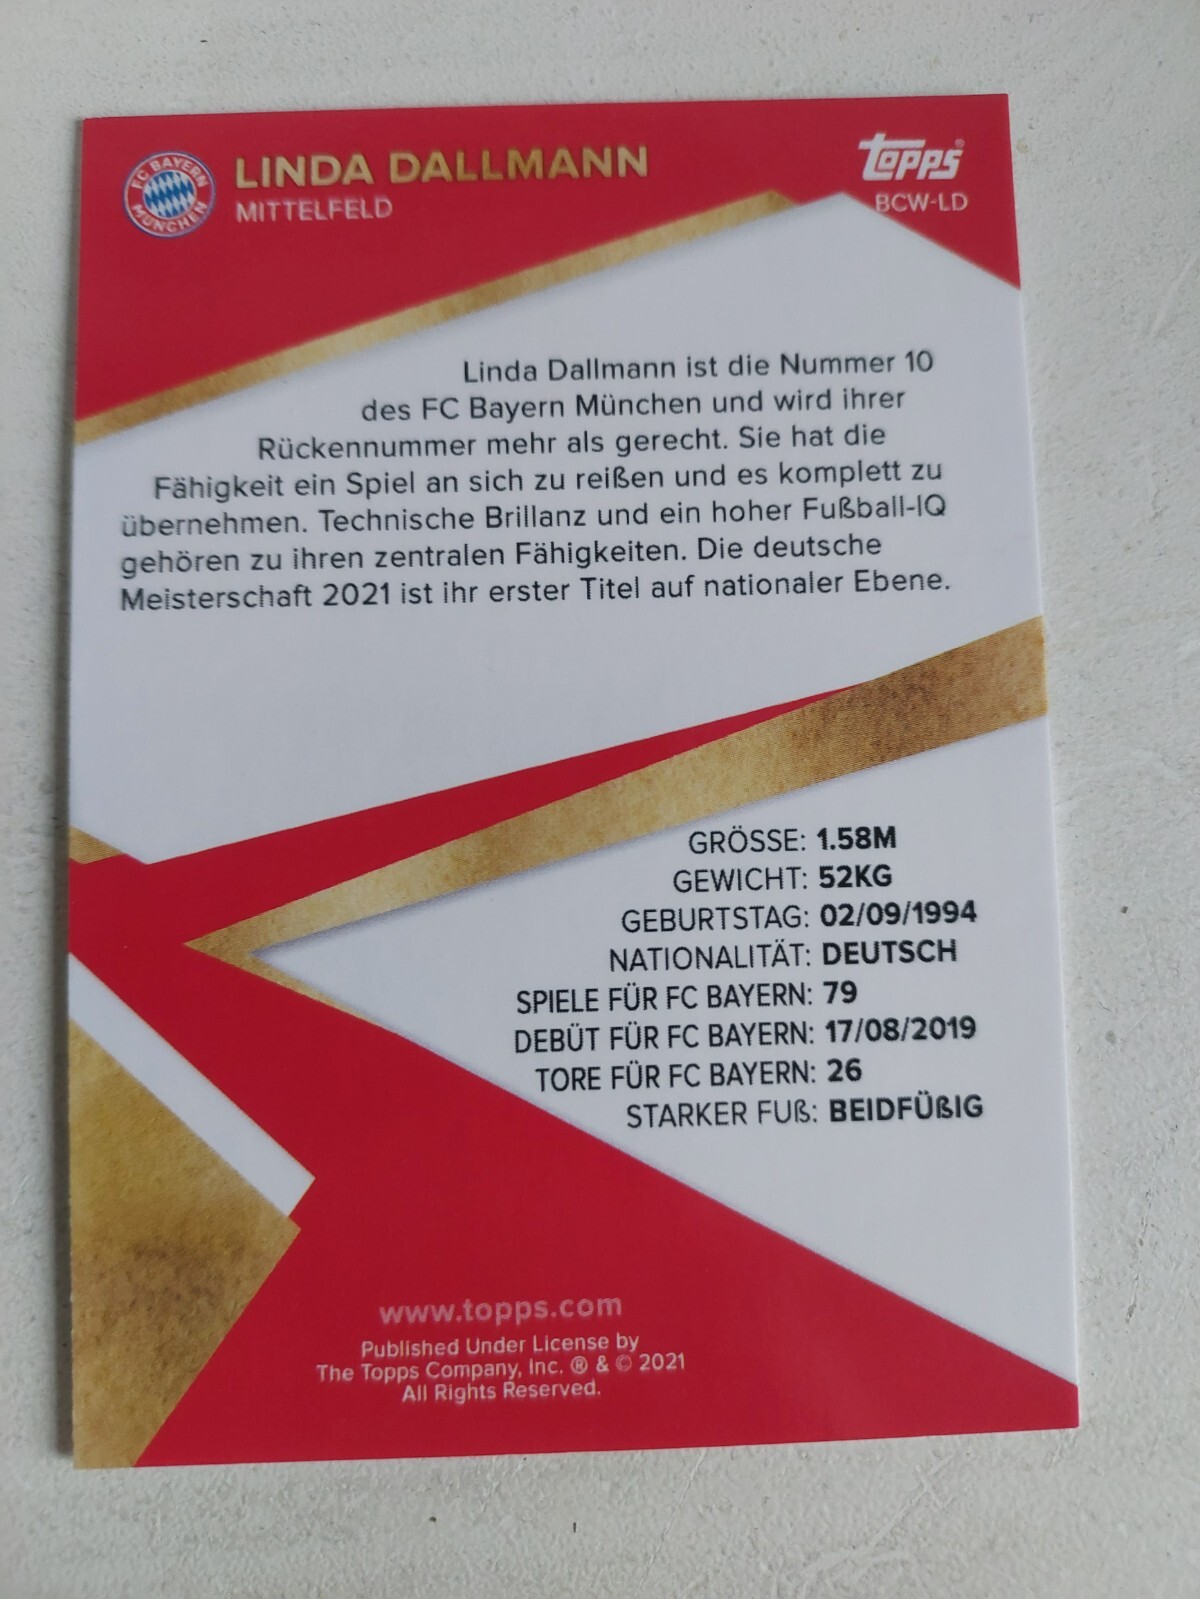 FC BAYERN
MÜNCHEN
LINDA DALLMANN
MITTELFELD
Topps®
BCW-LD
Linda Dallmann ist die Nummer 10
des FC Bayern München und wird ihrer
Rückennummer mehr als gerecht. Sie hat die
Fähigkeit ein Spiel an sich zu reißen und es komplett zu
übernehmen. Technische Brillanz und ein hoher Fußball-IQ
gehören zu ihren zentralen Fähigkeiten. Die deutsche
Meisterschaft 2021 ist ihr erster Titel auf nationaler Ebene.
GRÖSSE: 1.58M
GEWICHT: 52KG
GEBURTSTAG: 02/09/1994
NATIONALITÄT: DEUTSCH
SPIELE FÜR FC BAYERN: 79
DEBÜT FÜR FC BAYERN: 17/08/2019
TORE FÜR FC BAYERN: 26
STARKER FUß: BEIDFÜßIG
www.topps.com
Published Under License by
The Topps Company, Inc. ® & © 2021
All Rights Reserved.